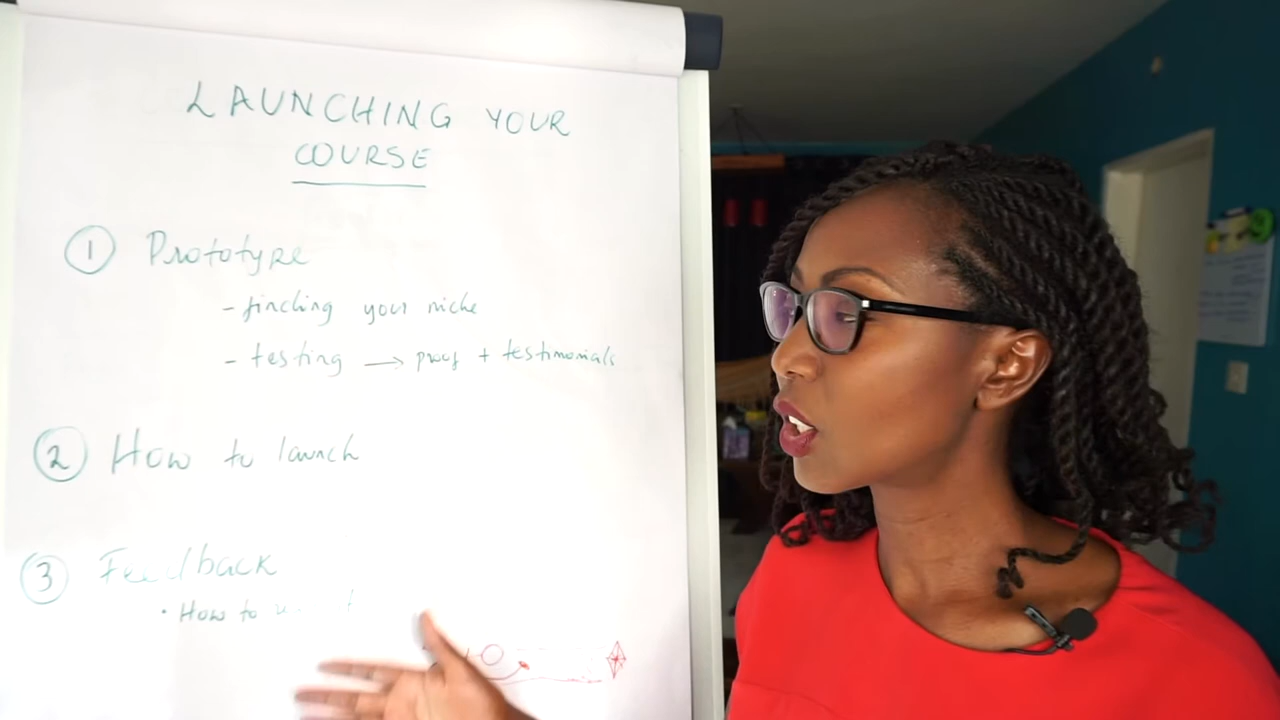 LAUNCHING YOUR
COURSE
1 Prototype
- finding your niche
- testing → proof + testimonials
2 How to launch
3 Feedback
• How to